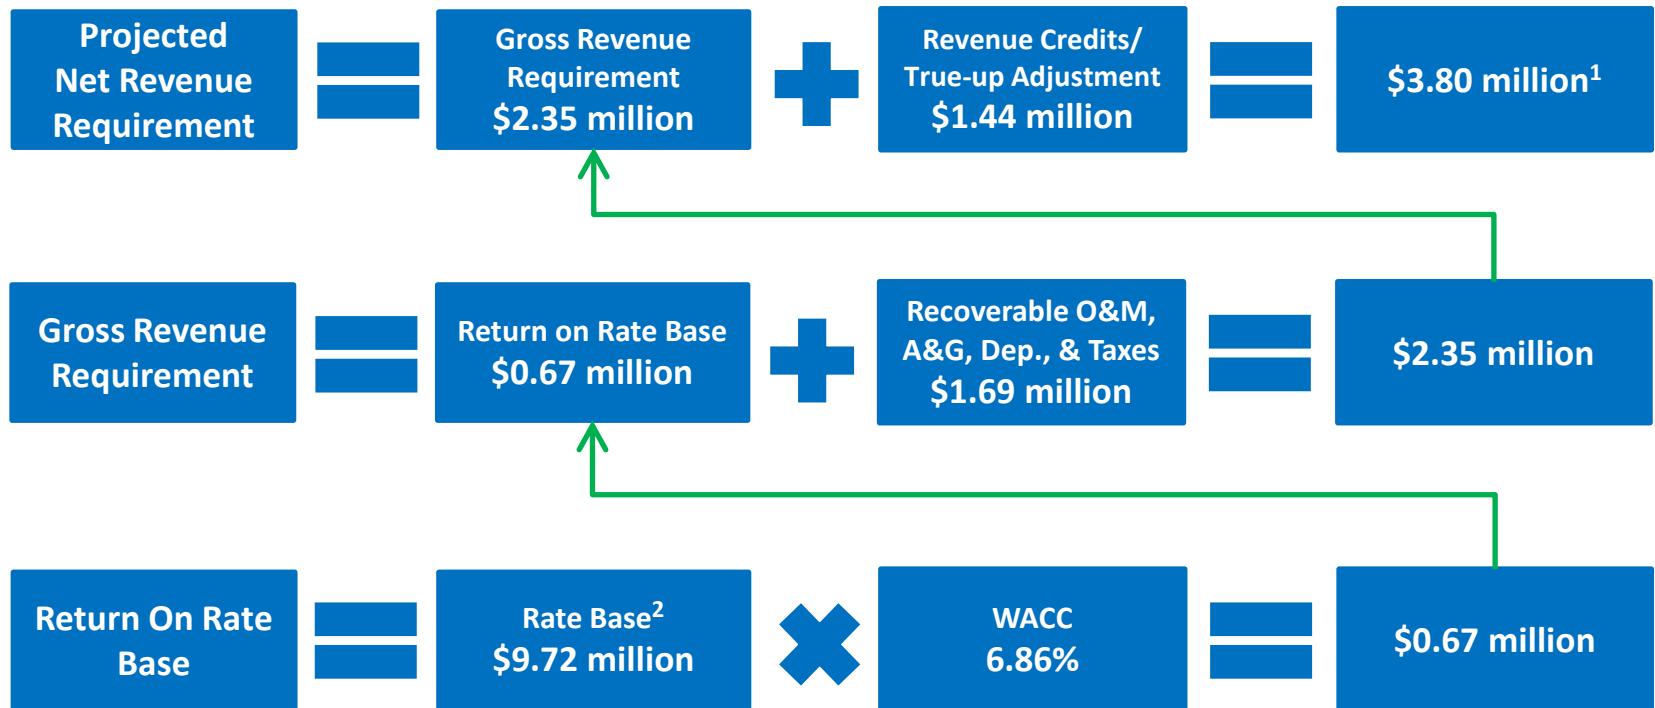 Projected
Net Revenue
Requirement
Gross Revenue
Requirement
$2.35 million
Revenue Credits/
True-up Adjustment
$1.44 million
$3.80 million¹
Gross Revenue
Requirement
Return on Rate Base
$0.67 million
Recoverable O&M,
A&G, Dep., & Taxes
$1.69 million
$2.35 million
Return On Rate
Base
Rate Base²
$9.72 million
WACC
6.86%
$0.67 million